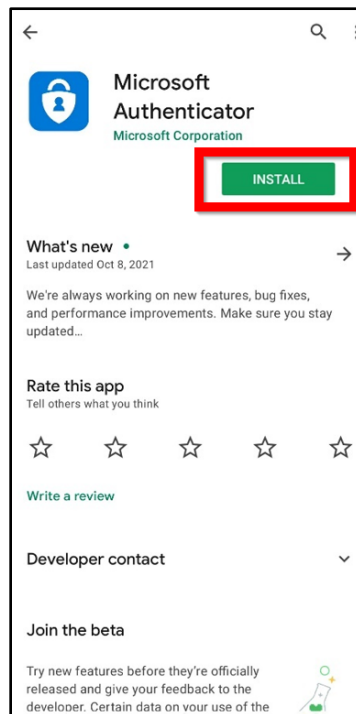 Microsoft
Authenticator
Microsoft Corporation
INSTALL
What's new •
Last updated Oct 8, 2021
We're always working on new features, bug fixes,
and performance improvements. Make sure you stay
updated...
Rate this app
Tell others what you think
Write a review
Developer contact
Join the beta
Try new features before they're officially
released and give your feedback to the
developer. Certain data on your use of the